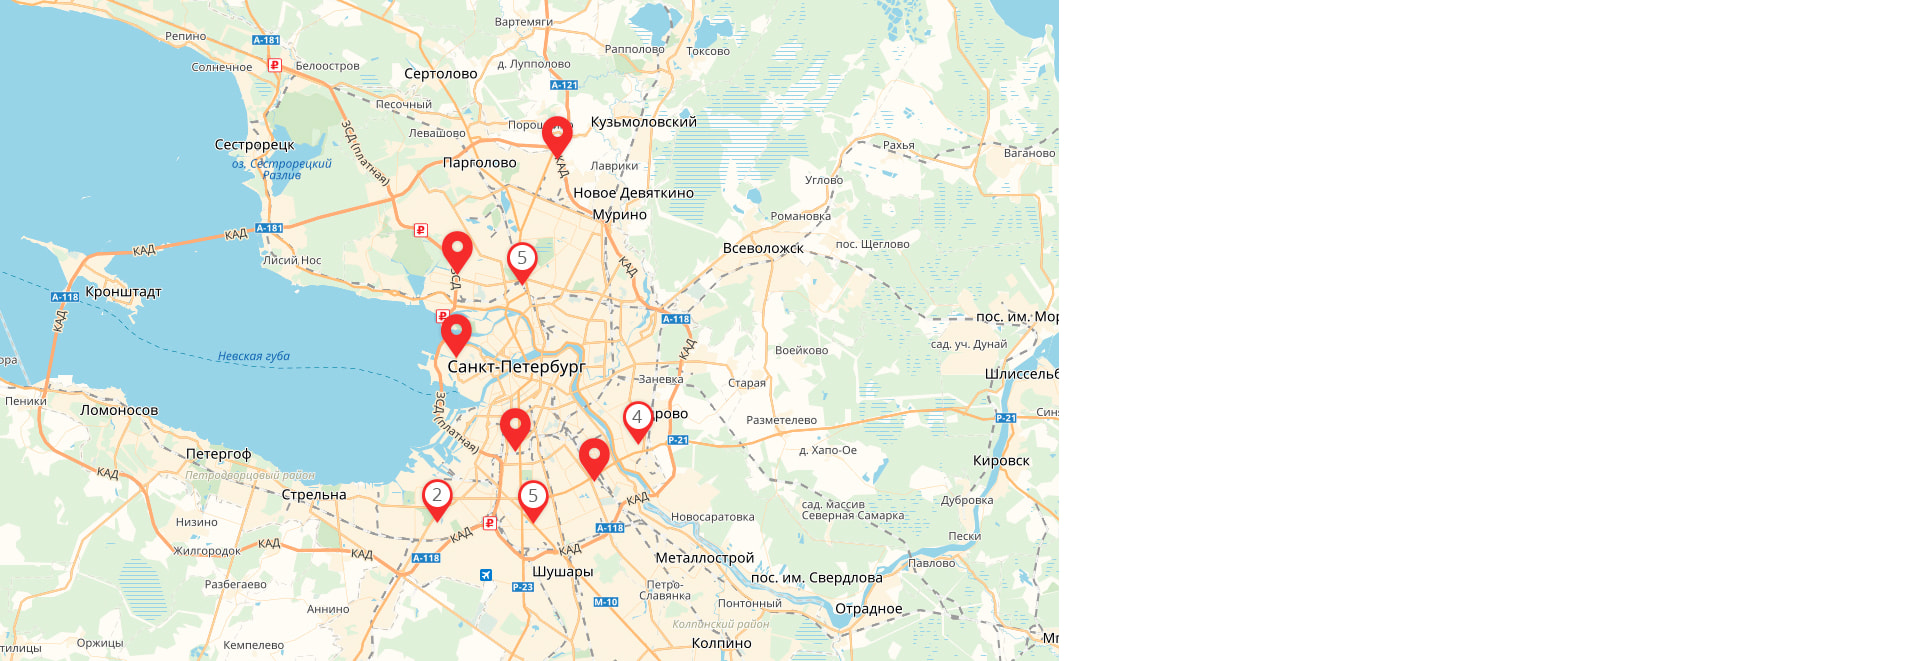 Вартемяги
Репино
А-181
Рапполово
Токсово
Солнечное
Белоостров
д. Лупполово
Сертолово
А-121
Песочный
Кузьмоловский
Левашово
ЗСД (платная)
Сестрорецк
Рахья
Ваганово
Парголово
КАД
Лаврики
оз. Сестрорецкий
Разлив
Углово
Новое Девяткино
Мурино
Романовка
А-181
КАД
КАД
Всеволожск
пос. Щеглово
Лисий Нос
5
КАД
Кронштадт
А-118
КАД
А-118
пос. им. Мор
сад. уч. Дунай
КАД
Воейково
Невская губа
Санкт-Петербург
Шлиссельб
Заневка
Старая
Пеники
Ломоносов
ЗСД (платная)
4
рово
Разметелево
Р-21
Синя
Р-21
д. Хапо-Ое
Петергоф
Кировск
КАД
Петродворцовый район
Стрельна
2
5
КАД
сад. массив
Северная Самарка
Дубровка
Низино
Новосаратовка
КАД
А-118
Пески
Жилгородок
КАД
КАД
А-118
КАД
Металлострой
Павлово
Шушары
пос. им. Свердлова
Разбегаево
Р-23
Петро-
Славянка
М-10
Понтонный
Отрадное
Аннино
Колпинский район
Оржицы
Кемпелево
Колпино
тилицы